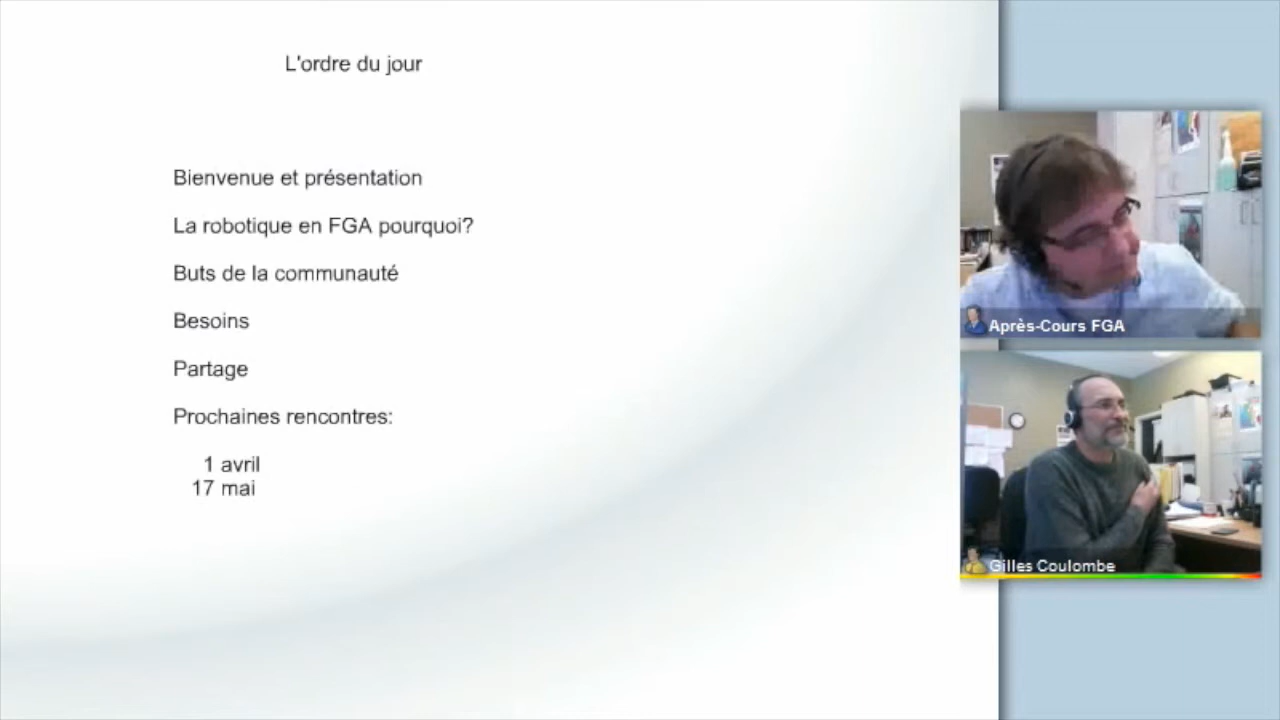 L'ordre du jour
Bienvenue et présentation
La robotique en FGA pourquoi?
Buts de la communauté
Besoins
Partage
Prochaines rencontres:
1 avril
17 mai
Après-Cours FGA
Gilles Coulombe